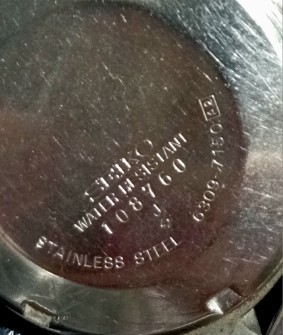 SEIKO
WATER RESISTANT
108760
J
STAINLESS STEEL 6309-7180